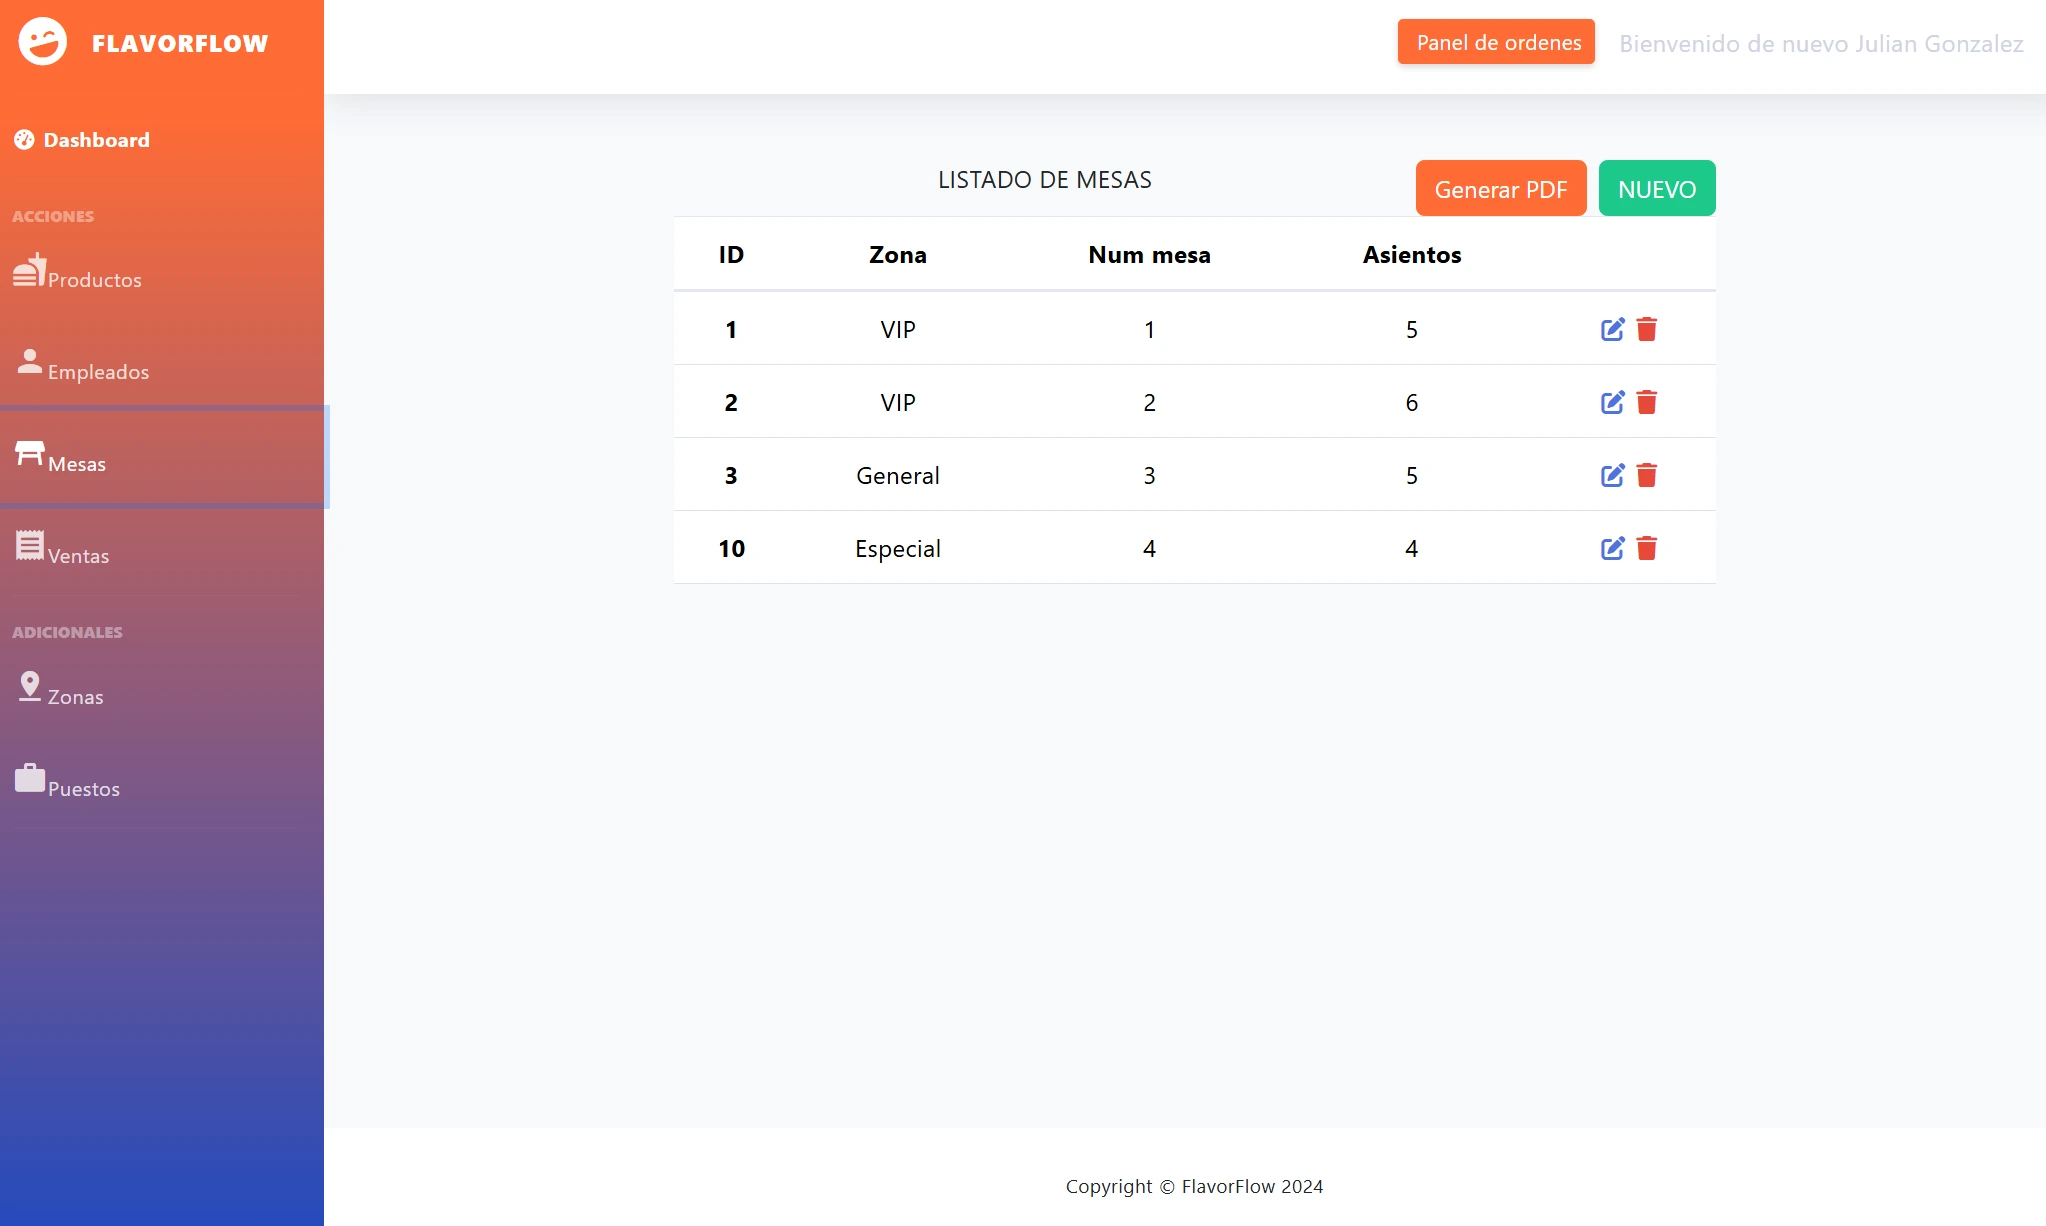 FLAVORFLOW
Panel de ordenes
Bienvenido de nuevo Julian Gonzalez
Dashboard
ACCIONES
Productos
Empleados
Mesas
Ventas
ADICIONALES
Zonas
Puestos
LISTADO DE MESAS
Generar PDF
NUEVO
ID Zona Num mesa Asientos
1 VIP 1 5
2 VIP 2 6
3 General 3 5
10 Especial 4 4
Copyright © FlavorFlow 2024